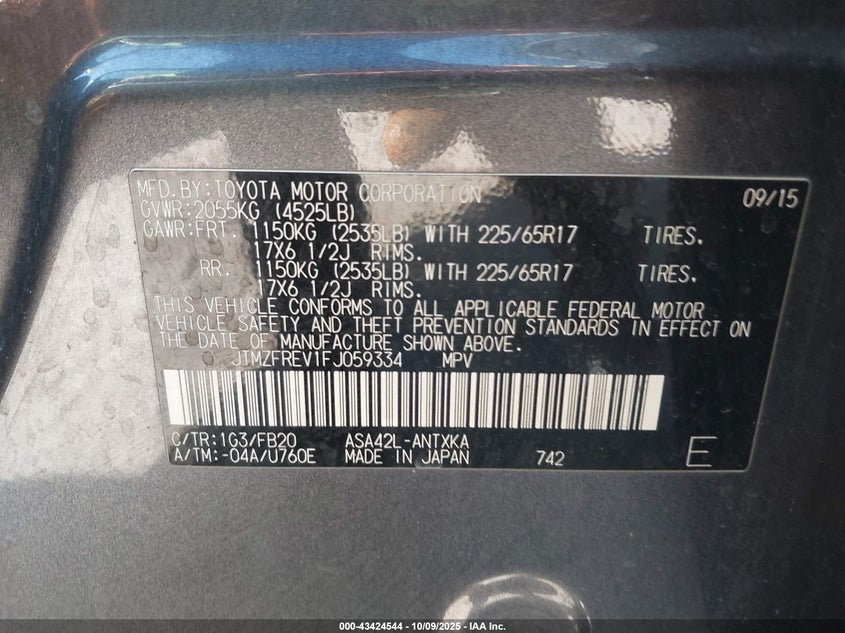 MFD.BY:TOYOTA MOTOR CORPORATION 09/15
GVWR:2055KG (4525LB)
GAWR:FRT. 1150KG (2535LB) WITH 225/65R17 TIRES.
17X6 1/2J RIMS.
RR. 1150KG (2535LB) WITH 225/65R17 TIRES.
17X6 1/2J RIMS.
THIS VEHICLE CONFORMS TO ALL APPLICABLE FEDERAL MOTOR
VEHICLE SAFETY AND THEFT PREVENTION STANDARDS IN EFFECT ON
THE DATE OF MANUFACTURE SHOWN ABOVE.
JTMZFREV1FJ059334 MPV
C/TR:1G3/FB20 ASA42L-ANTXKA
A/TM:-04A/U760E MADE IN JAPAN 742 E
000-43424544 - 10/09/2025 - IAA Inc.